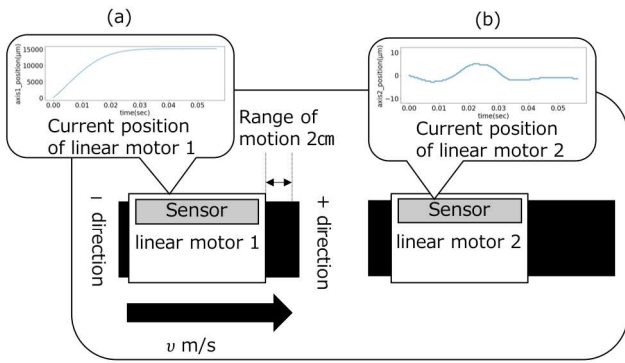 (a)
(b)
axis1_position(μm)
15000
10000
5000
0
0.00 0.01 0.02 0.03 0.04 0.05
time(sec)
Current position
of linear motor 1
axis2_position(μm)
10
0
−10
0.00 0.01 0.02 0.03 0.04 0.05
time(sec)
Current position
of linear motor 2
Range of
motion 2㎝
− direction
Sensor
linear motor 1
+ direction
Sensor
linear motor 2
υ m/s